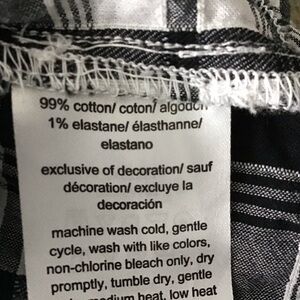 99% cotton/ coton/ algodón
1% elastane/ élasthanne/
elastano
exclusive of decoration/ sauf
décoration/ excluye la
decoración
machine wash cold, gentle
cycle, wash with like colors,
non-chlorine bleach only, dry
promptly, tumble dry, gentle
medium heat, low heat